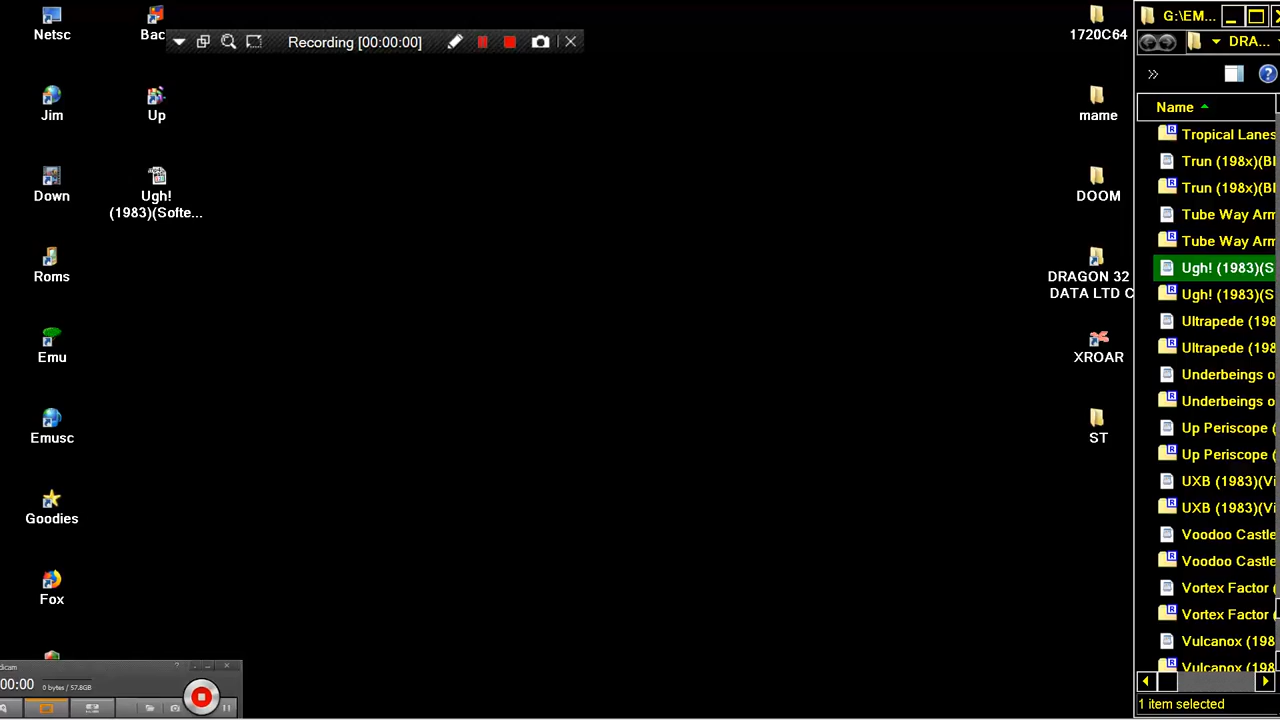 Netsc
Bac
Recording [00:00:00]
1720C64
G:\EM...
DRA...
Name
Jim
Up
mame
Down
Ugh!
(1983)(Softe...
DOOM
Roms
DRAGON 32
DATA LTD C
Emu
XROAR
Emusc
ST
Goodies
Fox
Tropical Lanes
Trun (198x)(Bl
Trun (198x)(Bl
Tube Way Arm
Tube Way Arm
Ugh! (1983)(S
Ugh! (1983)(S
Ultrapede (198
Ultrapede (198
Underbeings o
Underbeings o
Up Periscope (
Up Periscope (
UXB (1983)(Vi
UXB (1983)(Vi
Voodoo Castle
Voodoo Castle
Vortex Factor (
Vortex Factor (
Vulcanox (198
Vulcanox (198
1 item selected
dicam
00:00
0 bytes / 57.8GB